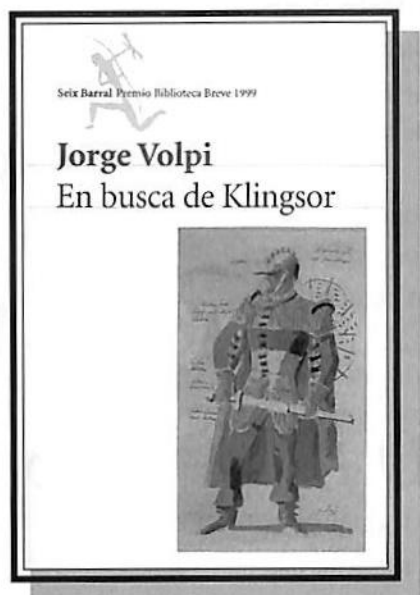 Seix Barral Premio Biblioteca Breve 1999
Jorge Volpi
En busca de Klingsor